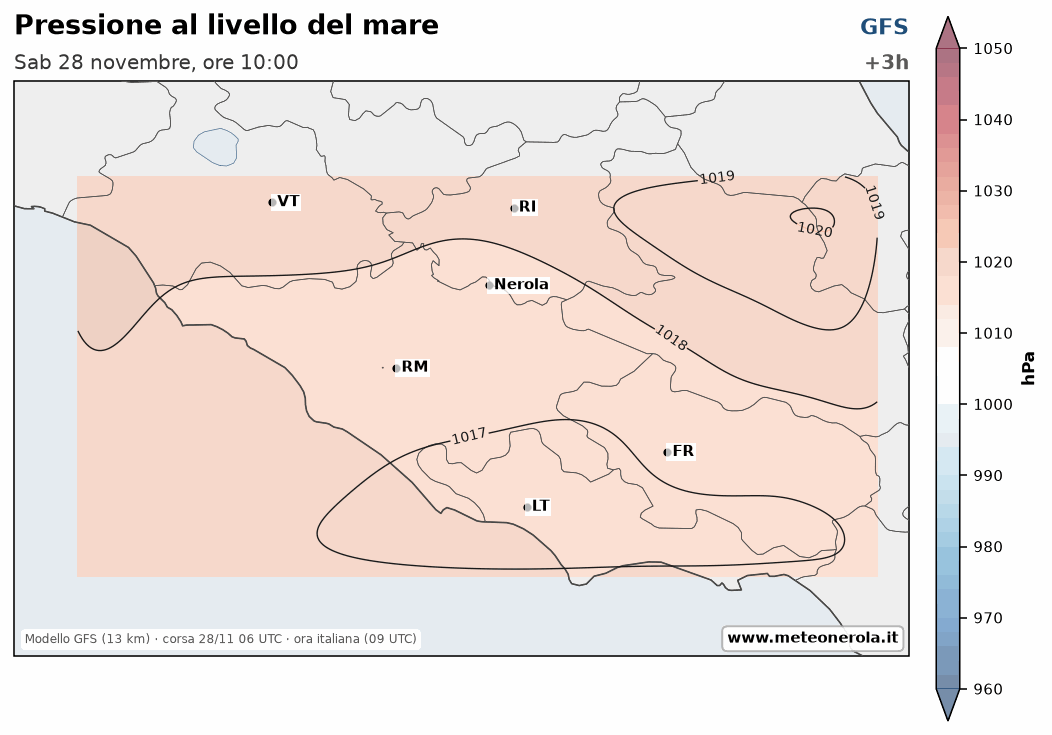 Pressione al livello del mare
GFS
Sab 28 novembre, ore 10:00
+3h
1050
1040
1030
1020
1010
1000
990
980
970
960
hPa
1019
1019
1020
VT
RI
Nerola
1018
RM
1017
FR
LT
Modello GFS (13 km) · corsa 28/11 06 UTC · ora italiana (09 UTC)
www.meteonerola.it